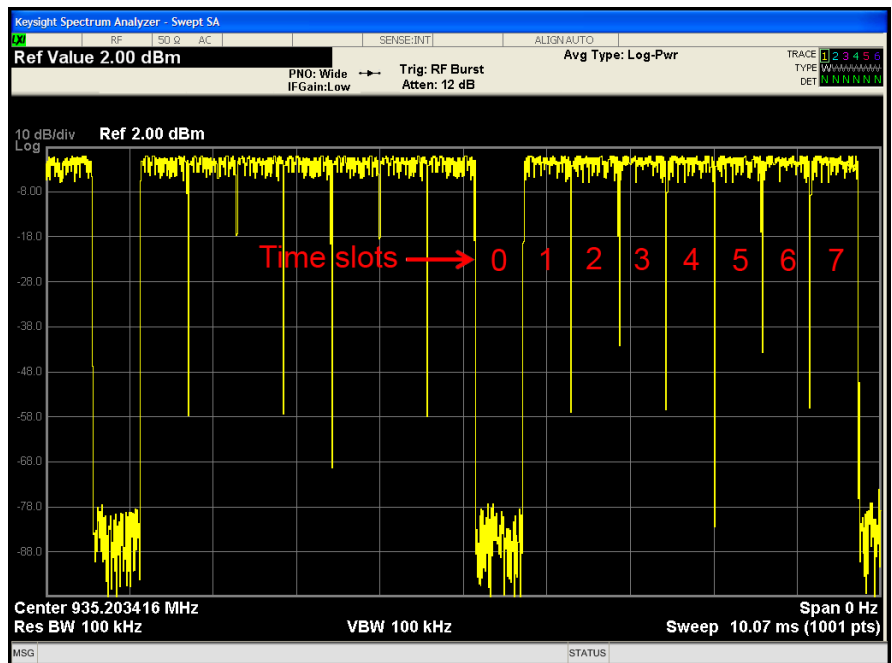 Keysight Spectrum Analyzer - Swept SA
LXI RF 50 Ω AC SENSE:INT ALIGN AUTO
Ref Value 2.00 dBm Avg Type: Log-Pwr TRACE 1 2 3 4 5 6
PNO: Wide Trig: RF Burst TYPE WWWWWW
IFGain:Low Atten: 12 dB DET N N N N N N
10 dB/div Ref 2.00 dBm
Log
-8.00
-18.0
Time slots 0 1 2 3 4 5 6 7
-28.0
-38.0
-48.0
-58.0
-68.0
-78.0
-88.0
Center 935.203416 MHz Span 0 Hz
Res BW 100 kHz VBW 100 kHz Sweep 10.07 ms (1001 pts)
MSG STATUS